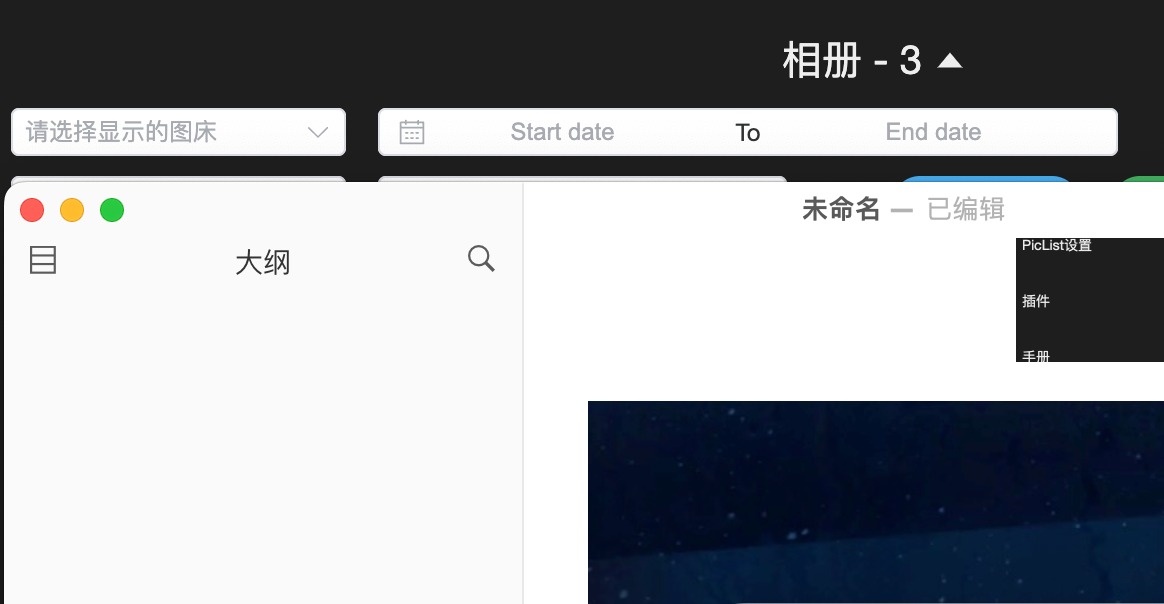 相册 - 3
请选择显示的图床
Start date To End date
未命名 — 已编辑
大纲
PicList设置
插件
手册